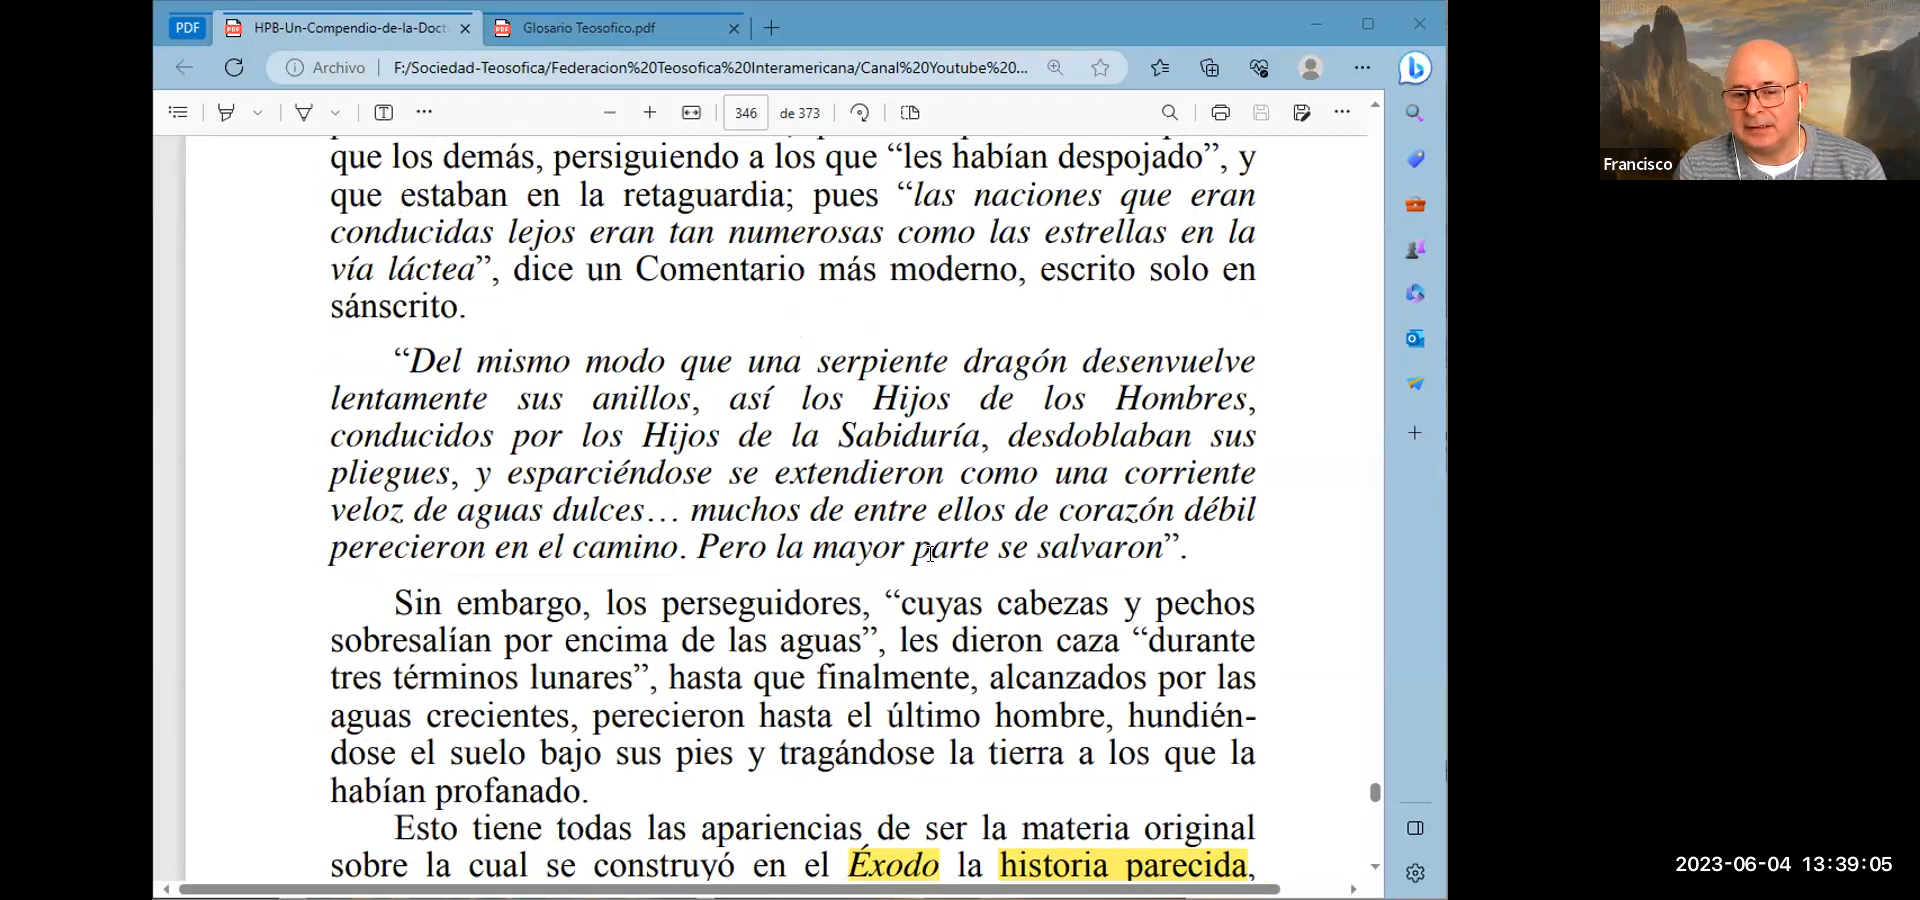 PDF
HPB-Un-Compendio-de-la-Doct
Glosario Teosofico.pdf
Archivo
F:/Sociedad-Teosofica/Federacion%20Teosofica%20Interamericana/Canal%20Youtube%20...
346
de 373
que los demás, persiguiendo a los que “les habían despojado”, y
que estaban en la retaguardia; pues “las naciones que eran
conducidas lejos eran tan numerosas como las estrellas en la
vía láctea”, dice un Comentario más moderno, escrito solo en
sánscrito.
“Del mismo modo que una serpiente dragón desenvuelve
lentamente sus anillos, así los Hijos de los Hombres,
conducidos por los Hijos de la Sabiduría, desdoblaban sus
pliegues, y esparciéndose se extendieron como una corriente
veloz de aguas dulces... muchos de entre ellos de corazón débil
perecieron en el camino. Pero la mayor parte se salvaron”.
Sin embargo, los perseguidores, “cuyas cabezas y pechos
sobresalían por encima de las aguas”, les dieron caza “durante
tres términos lunares”, hasta que finalmente, alcanzados por las
aguas crecientes, perecieron hasta el último hombre, hundién-
dose el suelo bajo sus pies y tragándose la tierra a los que la
habían profanado.
Esto tiene todas las apariencias de ser la materia original
sobre la cual se construyó en el Éxodo la historia parecida,
Francisco
2023-06-04 13:39:05